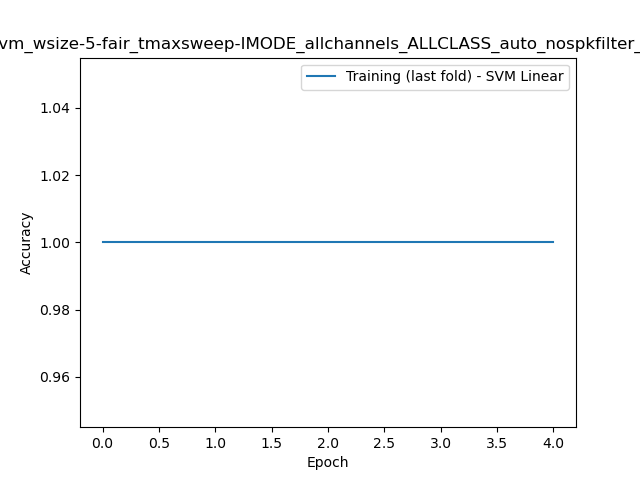 vm_wsize-5-fair_tmaxsweep-IMODE_allchannels_ALLCLASS_auto_nospkfilter_
Training (last fold) - SVM Linear
Accuracy
1.04
1.02
1.00
0.98
0.96
0.0 0.5 1.0 1.5 2.0 2.5 3.0 3.5 4.0
Epoch